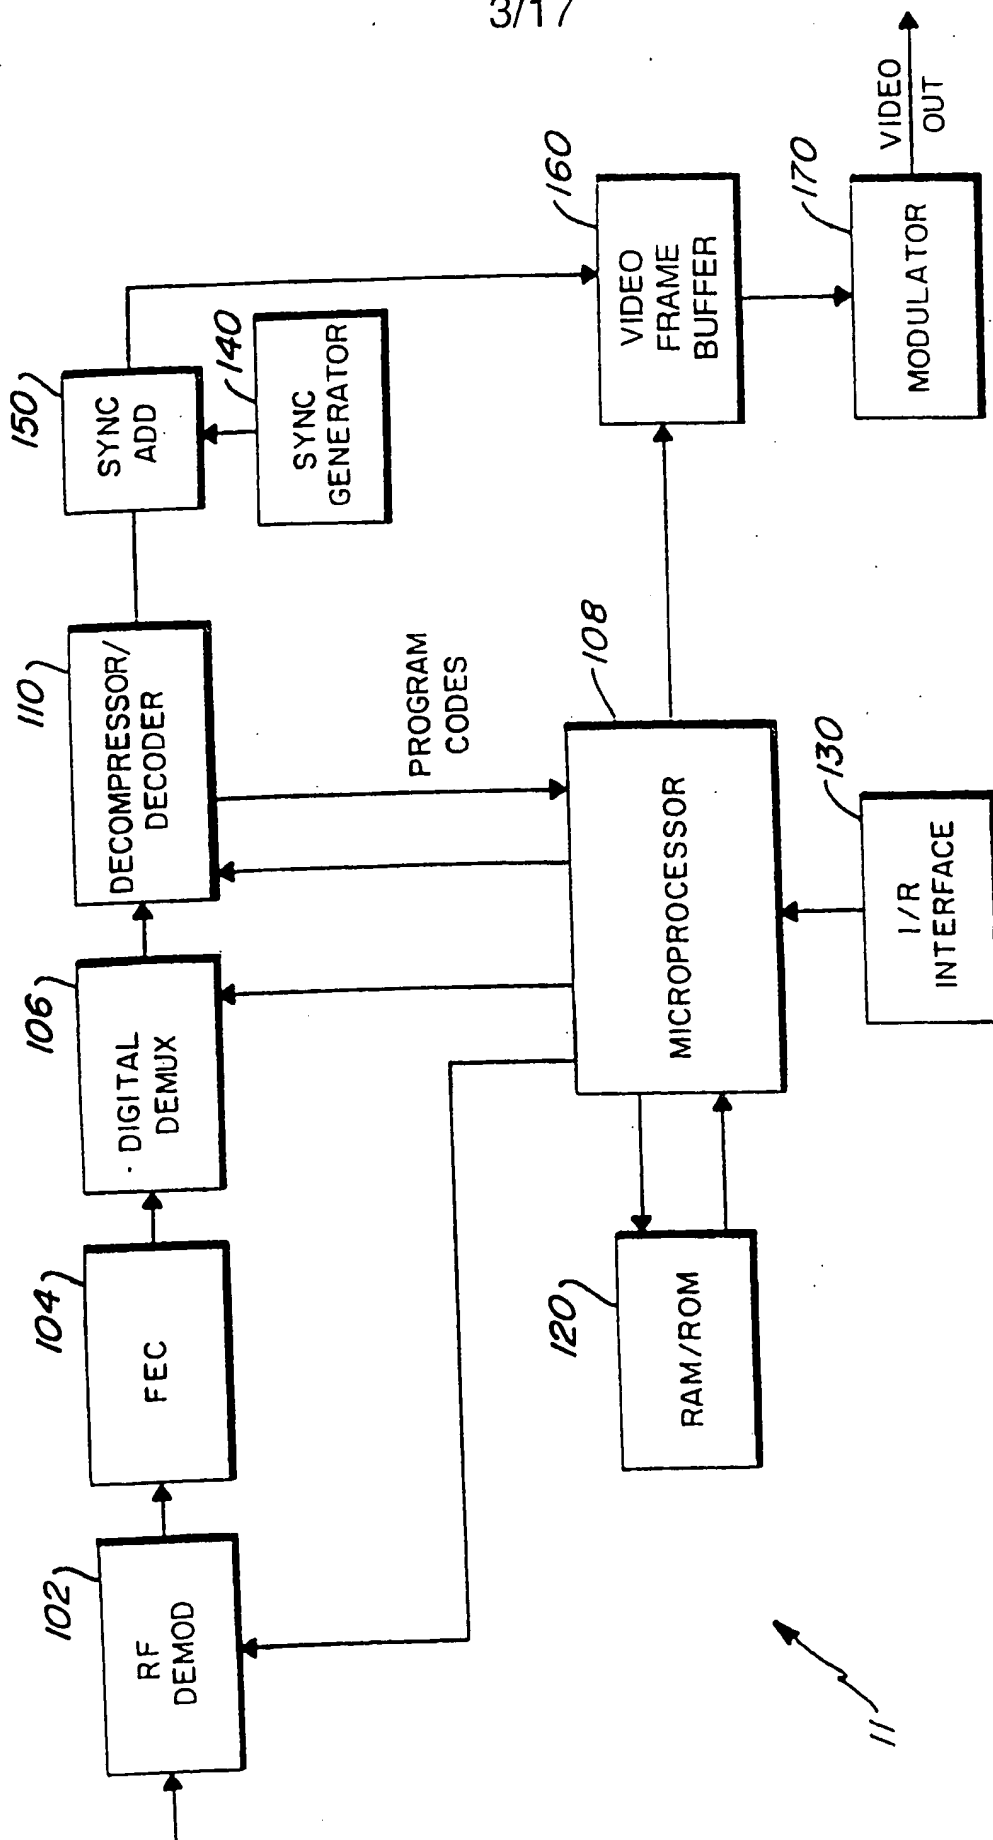 3/17
102
RF
DEMOD
104
FEC
106
DIGITAL
DEMUX
110
DECOMPRESSOR/
DECODER
150
SYNC
ADD
140
SYNC
GENERATOR
PROGRAM
CODES
160
VIDEO
FRAME
BUFFER
108
MICROPROCESSOR
120
RAM/ROM
130
I/R
INTERFACE
170
MODULATOR
VIDEO
OUT
11